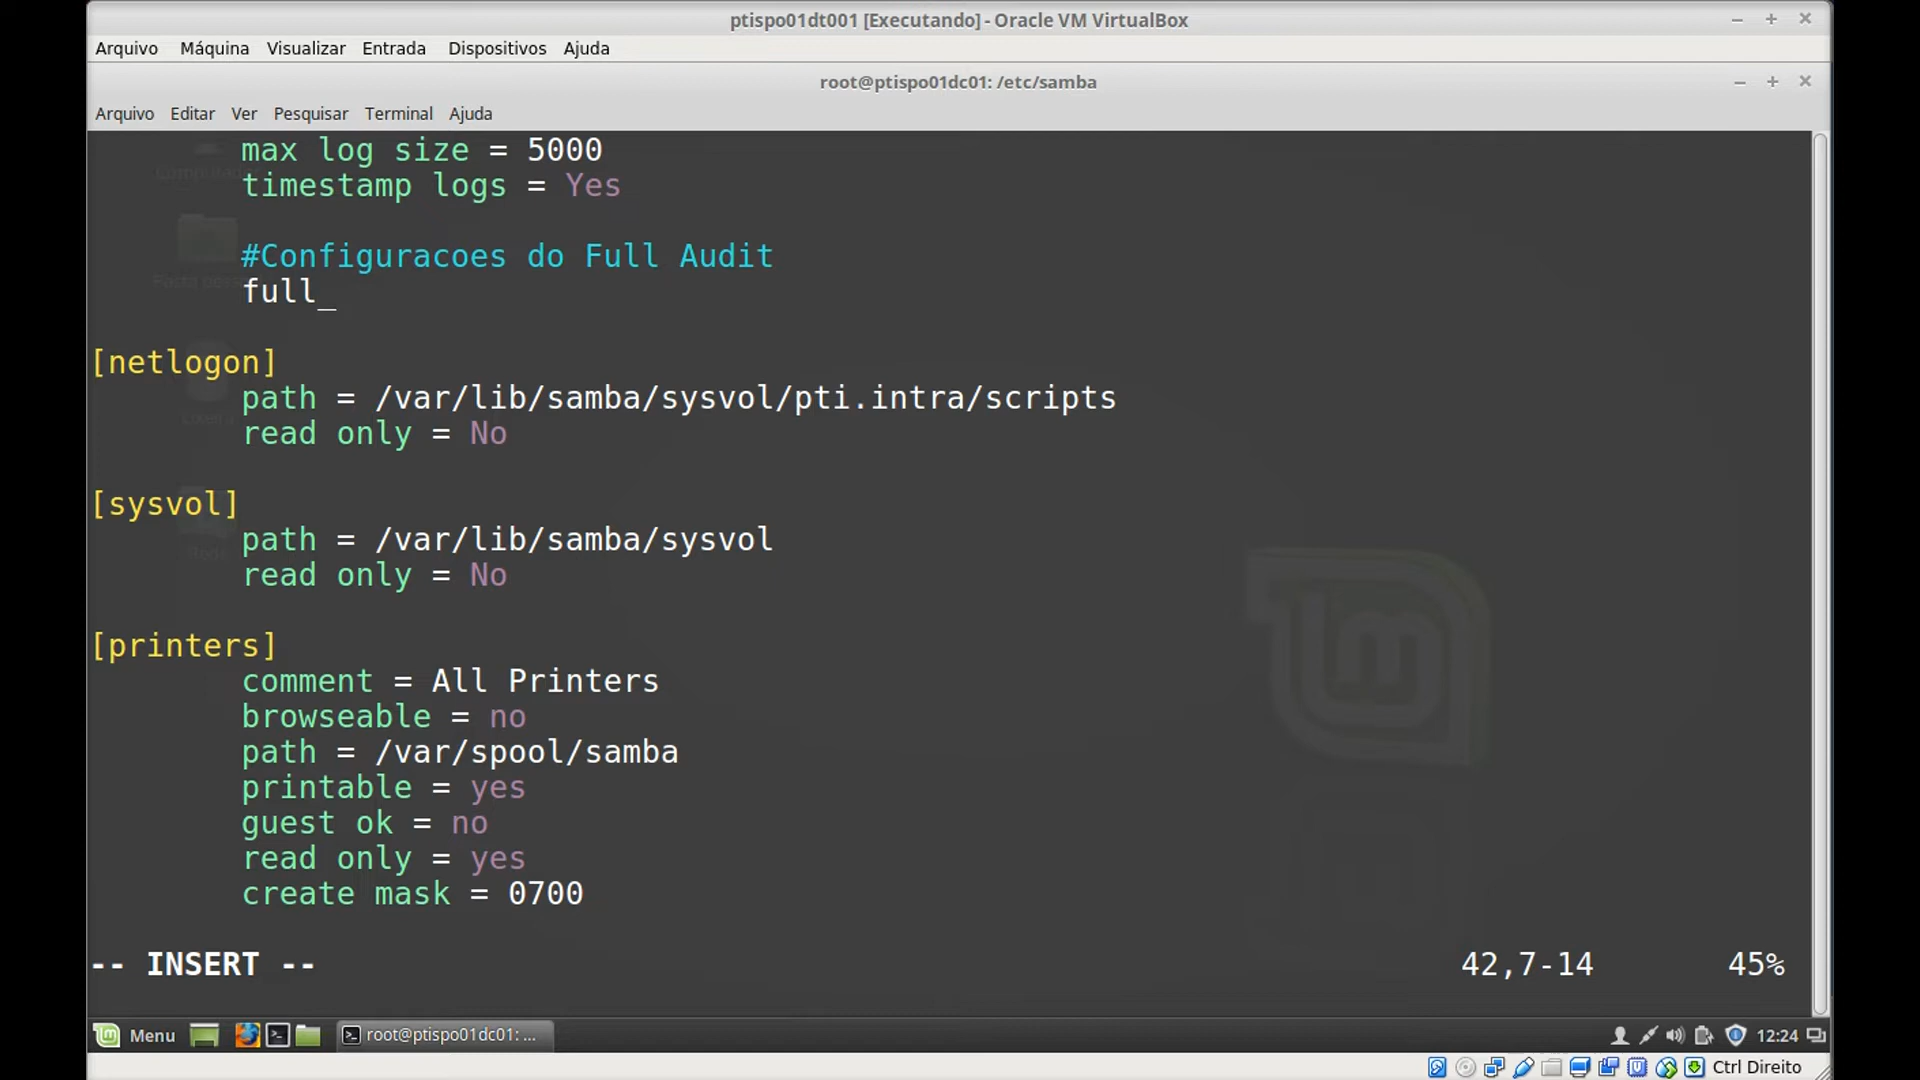 ptispo01dt001 [Executando] - Oracle VM VirtualBox
Arquivo Máquina Visualizar Entrada Dispositivos Ajuda
root@ptispo01dc01: /etc/samba
Arquivo Editar Ver Pesquisar Terminal Ajuda
max log size = 5000
timestamp logs = Yes
#Configuracoes do Full Audit
full_
[netlogon]
path = /var/lib/samba/sysvol/pti.intra/scripts
read only = No
[sysvol]
path = /var/lib/samba/sysvol
read only = No
[printers]
comment = All Printers
browseable = no
path = /var/spool/samba
printable = yes
guest ok = no
read only = yes
create mask = 0700
-- INSERT -- 42,7-14 45%
Menu root@ptispo01dc01: ... 12:24
Ctrl Direito